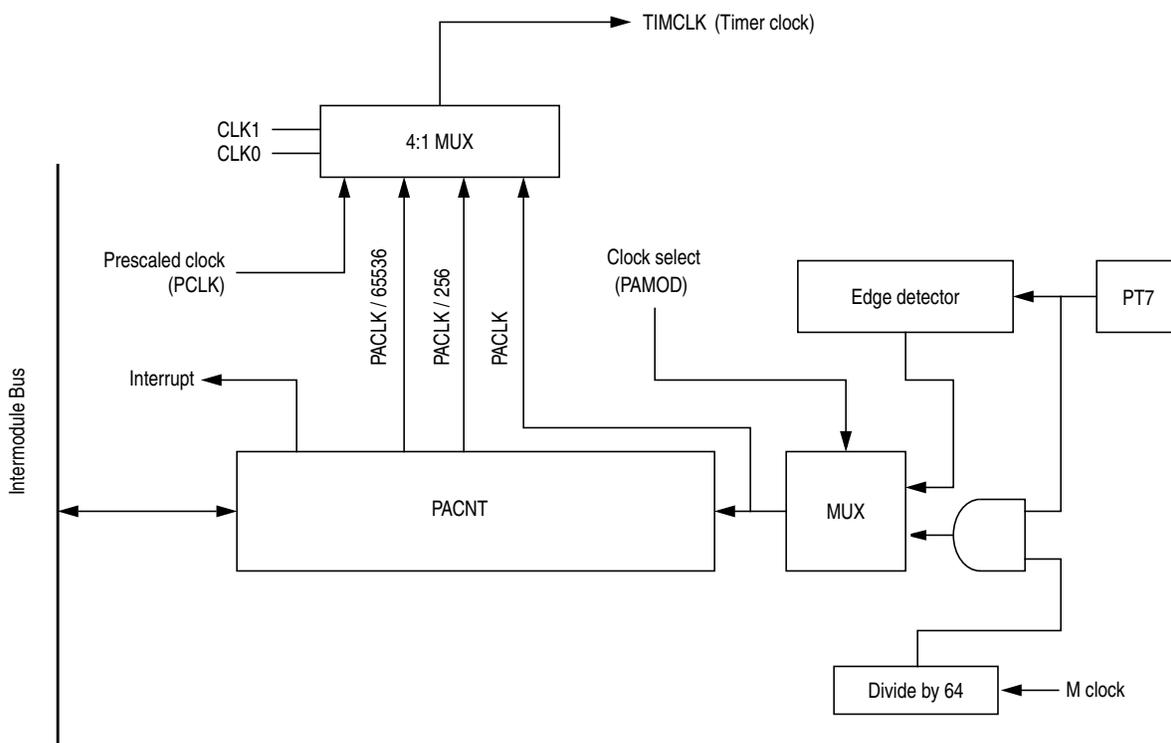 TIMCLK (Timer clock)
CLK1
CLK0
4:1 MUX
Prescaled clock
(PCLK)
PACLK / 65536
PACLK / 256
PACLK
Clock select
(PAMOD)
Edge detector
PT7
Interrupt
Intermodule Bus
PACNT
MUX
Divide by 64
M clock